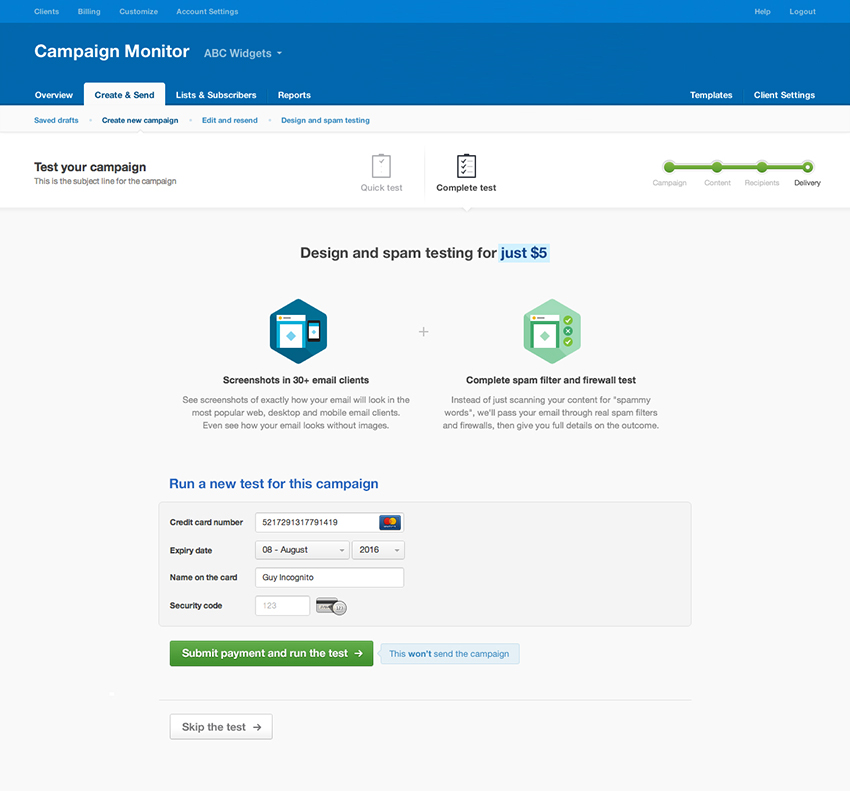 Clients Billing Customize Account Settings Help Logout
Campaign Monitor ABC Widgets
Overview Create & Send Lists & Subscribers Reports Templates Client Settings
Saved drafts Create new campaign Edit and resend Design and spam testing
Test your campaign
This is the subject line for the campaign
Quick test
Complete test
Campaign Content Recipients Delivery
Design and spam testing for just $5
+
Screenshots in 30+ email clients
See screenshots of exactly how your email will look in the
most popular web, desktop and mobile email clients.
Even see how your email looks without images.
Complete spam filter and firewall test
Instead of just scanning your content for "spammy
words", we'll pass your email through real spam filters
and firewalls, then give you full details on the outcome.
Run a new test for this campaign
Credit card number 5217291317791419
Expiry date 08 - August 2016
Name on the card Guy Incognito
Security code 123
Submit payment and run the test → This won't send the campaign
Skip the test →